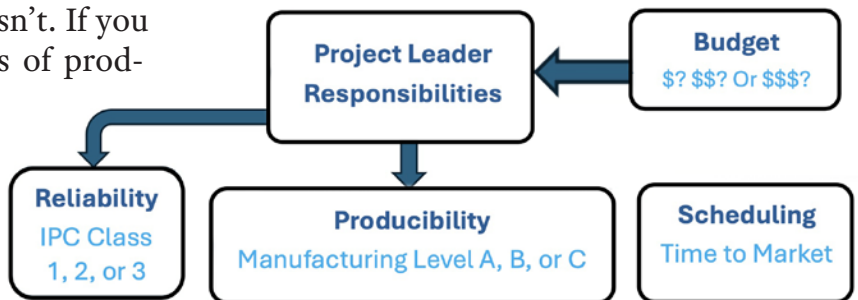 sn't. If you
s of prod-
Project Leader
Responsibilities
Budget
$? $$? Or $$$?
Reliability
IPC Class
1, 2, or 3
Producibility
Manufacturing Level A, B, or C
Scheduling
Time to Market